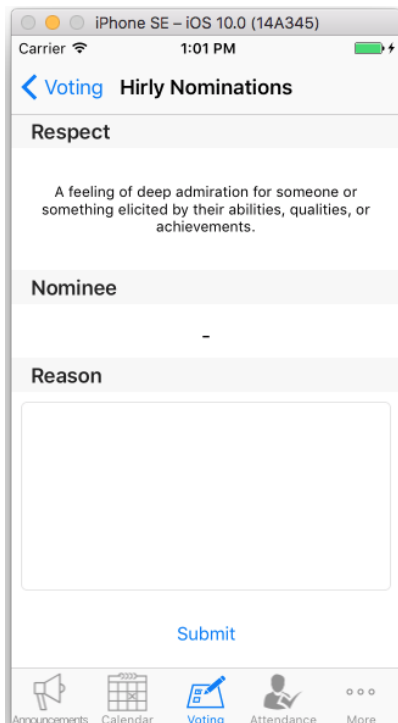 iPhone SE – iOS 10.0 (14A345)
Carrier 1:01 PM
Voting Hirly Nominations
Respect
A feeling of deep admiration for someone or
something elicited by their abilities, qualities, or
achievements.
Nominee
-
Reason
Submit
Announcements Calendar Voting Attendance More